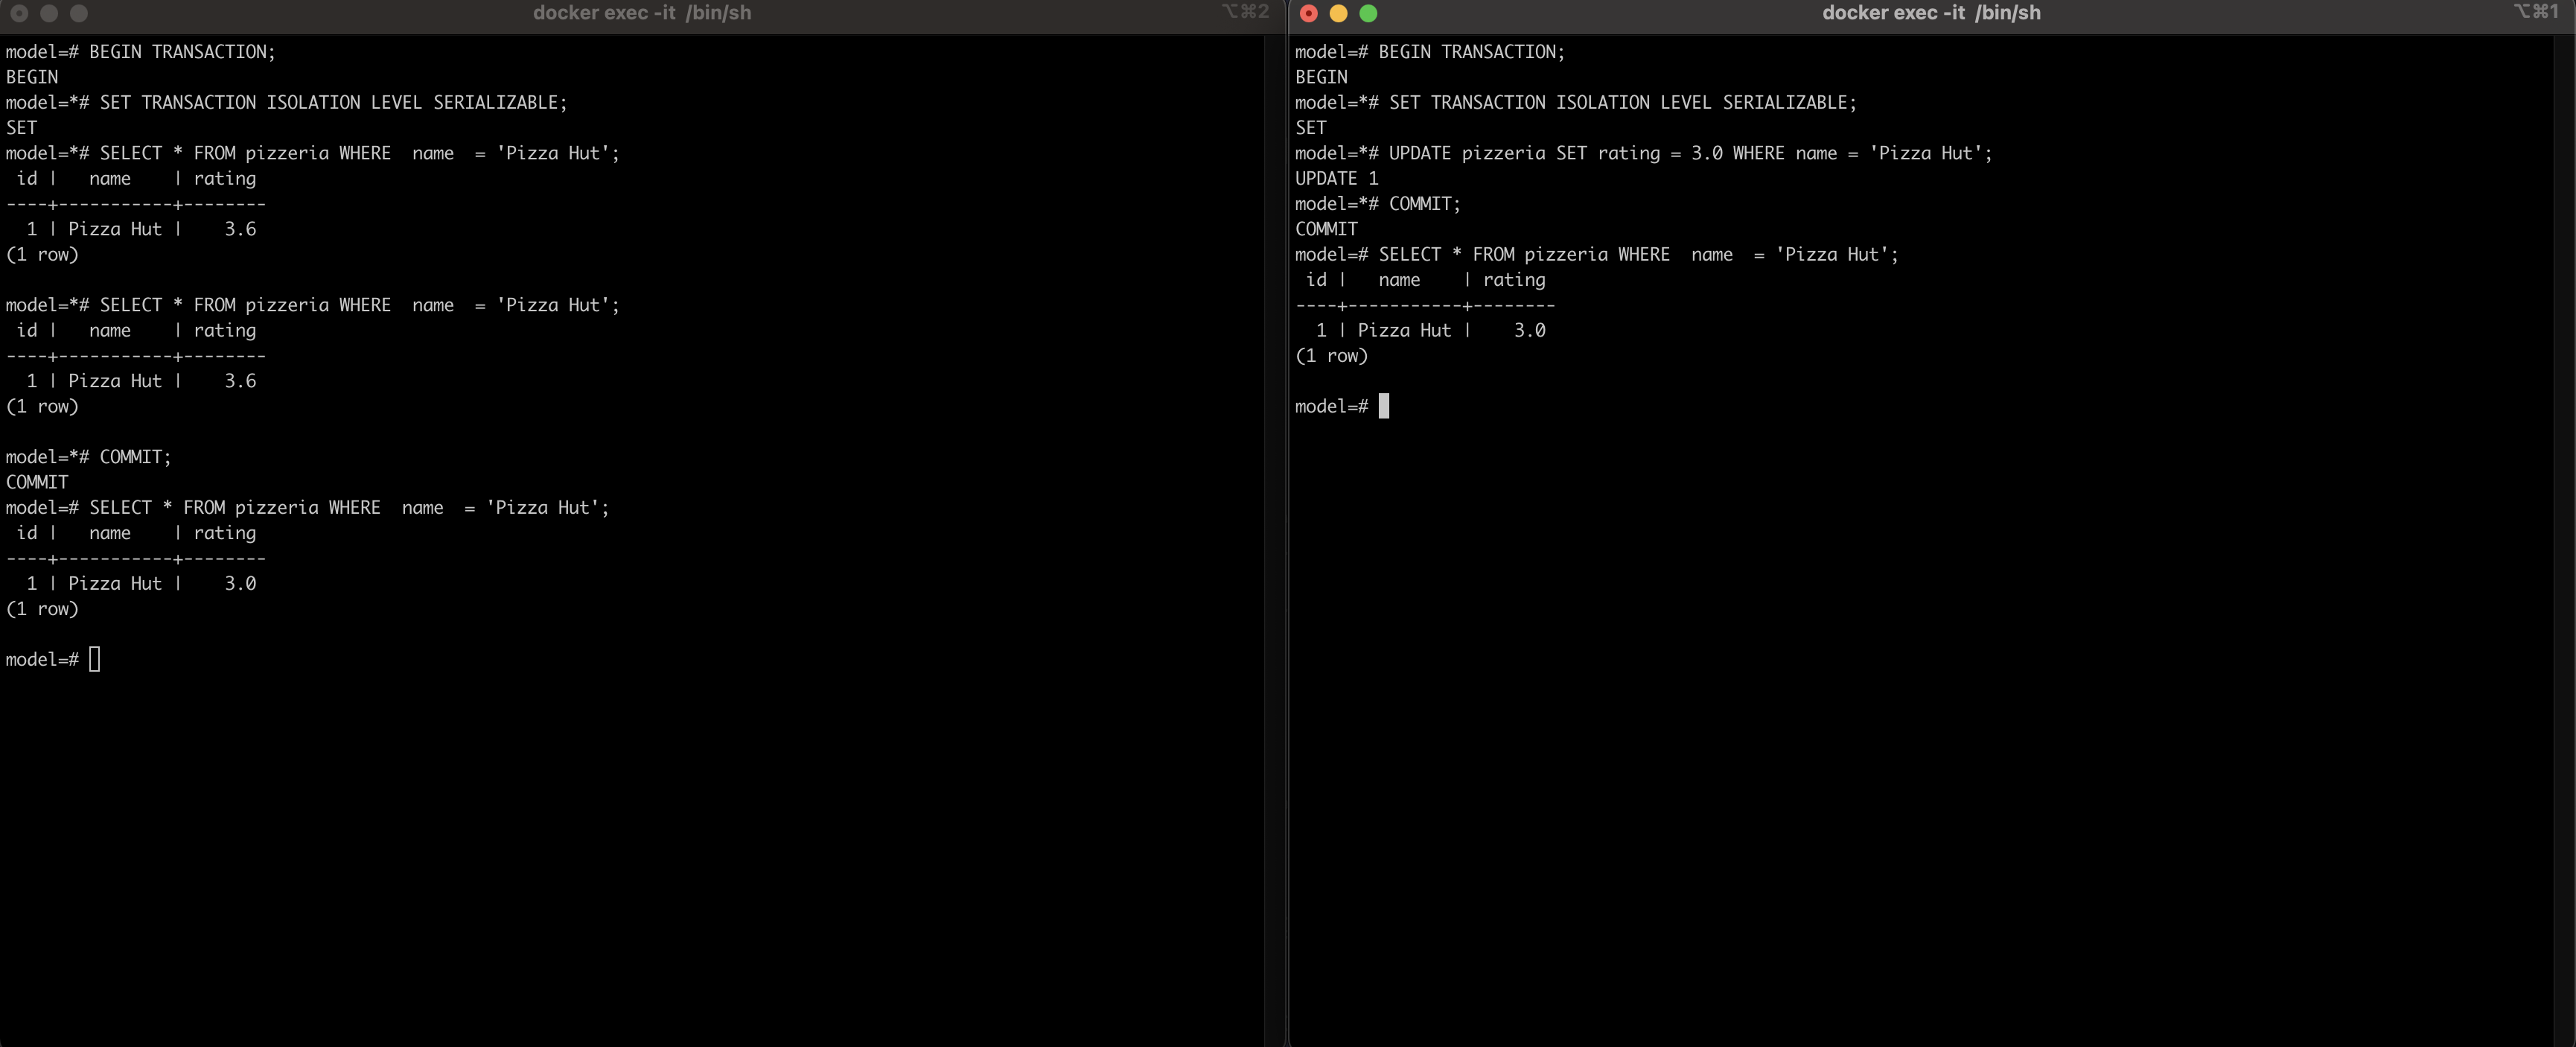 docker exec -it /bin/sh
⌥⌘2
model=# BEGIN TRANSACTION;
BEGIN
model=*# SET TRANSACTION ISOLATION LEVEL SERIALIZABLE;
SET
model=*# SELECT * FROM pizzeria WHERE  name  = 'Pizza Hut';
 id |   name    | rating
----+-----------+--------
  1 | Pizza Hut |    3.6
(1 row)

model=*# SELECT * FROM pizzeria WHERE  name  = 'Pizza Hut';
 id |   name    | rating
----+-----------+--------
  1 | Pizza Hut |    3.6
(1 row)

model=*# COMMIT;
COMMIT
model=# SELECT * FROM pizzeria WHERE  name  = 'Pizza Hut';
 id |   name    | rating
----+-----------+--------
  1 | Pizza Hut |    3.0
(1 row)

model=#
docker exec -it /bin/sh
⌥⌘1
model=# BEGIN TRANSACTION;
BEGIN
model=*# SET TRANSACTION ISOLATION LEVEL SERIALIZABLE;
SET
model=*# UPDATE pizzeria SET rating = 3.0 WHERE name = 'Pizza Hut';
UPDATE 1
model=*# COMMIT;
COMMIT
model=# SELECT * FROM pizzeria WHERE  name  = 'Pizza Hut';
 id |   name    | rating
----+-----------+--------
  1 | Pizza Hut |    3.0
(1 row)

model=#